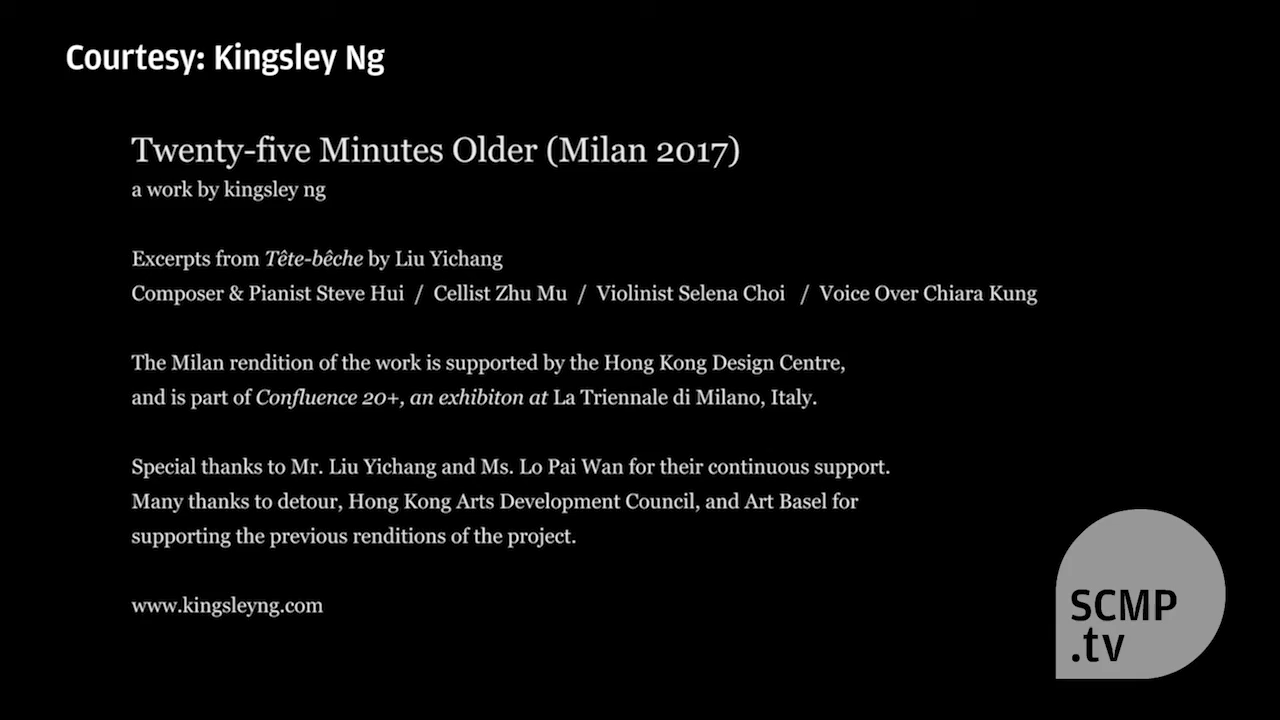 Courtesy: Kingsley Ng
Twenty-five Minutes Older (Milan 2017)
a work by kingsley ng
Excerpts from Tête-bêche by Liu Yichang
Composer & Pianist Steve Hui / Cellist Zhu Mu / Violinist Selena Choi / Voice Over Chiara Kung
The Milan rendition of the work is supported by the Hong Kong Design Centre,
and is part of Confluence 20+, an exhibiton at La Triennale di Milano, Italy.
Special thanks to Mr. Liu Yichang and Ms. Lo Pai Wan for their continuous support.
Many thanks to detour, Hong Kong Arts Development Council, and Art Basel for
supporting the previous renditions of the project.
www.kingsleyng.com
SCMP
.tv